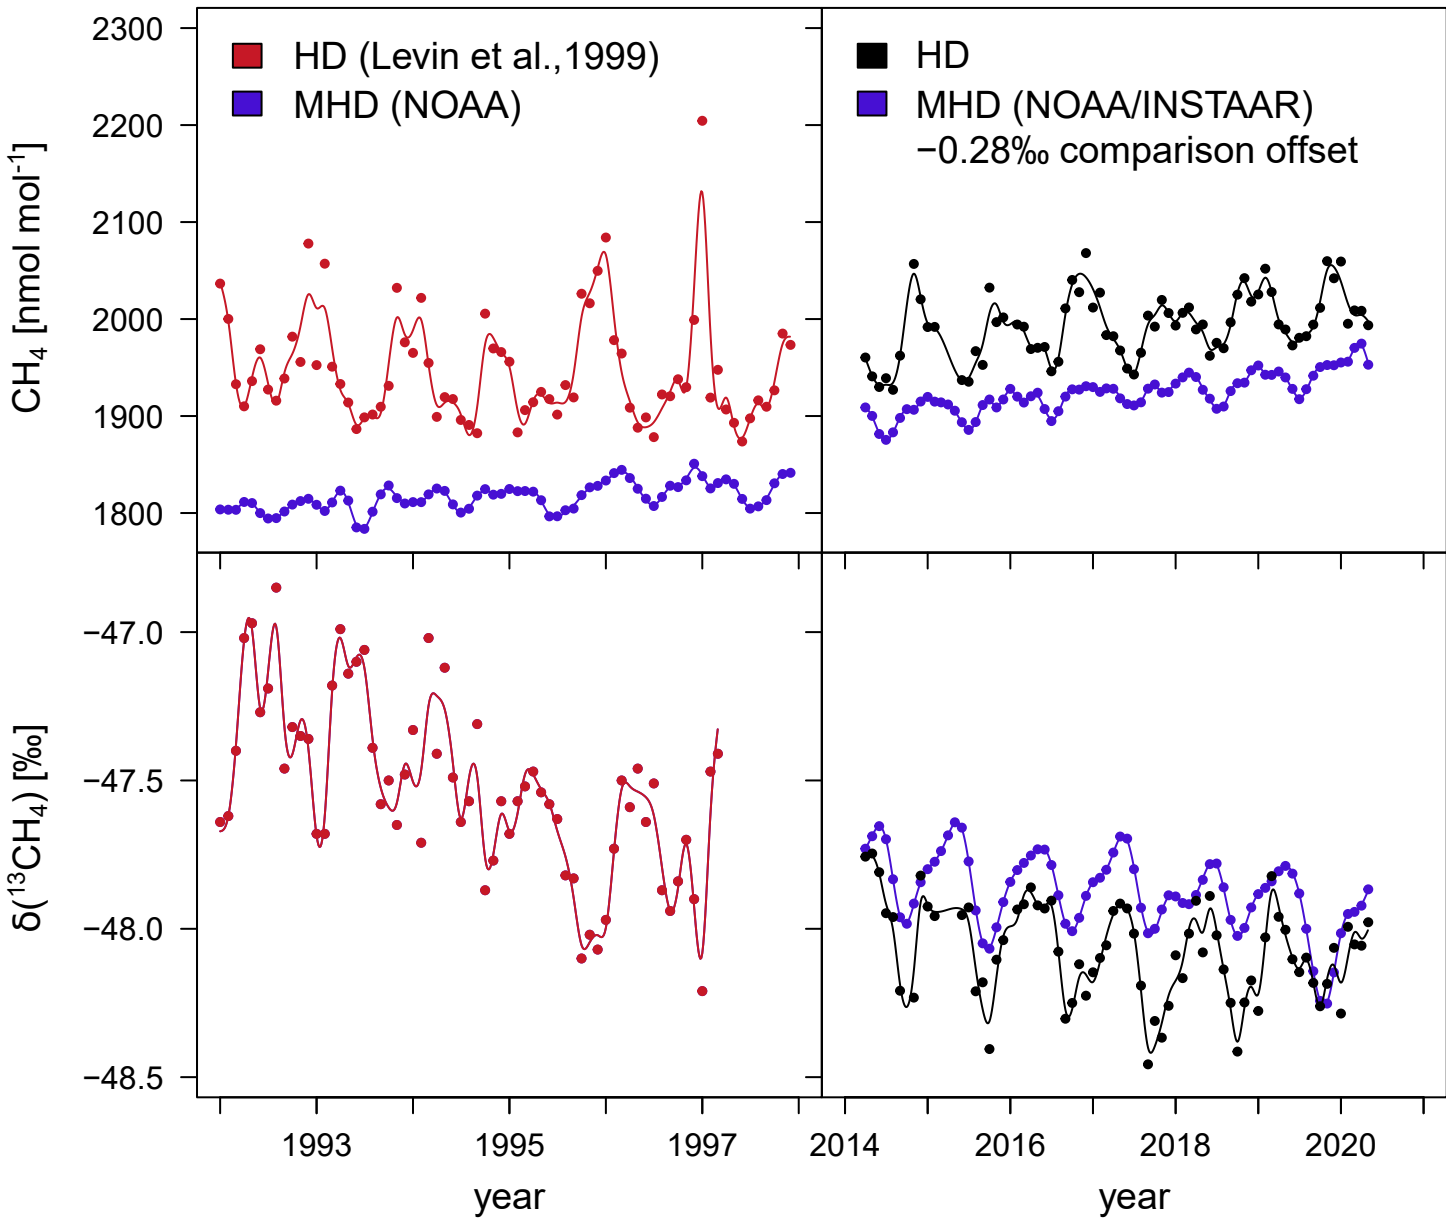 HD (Levin et al.,1999)
MHD (NOAA)
HD
MHD (NOAA/INSTAAR)
−0.28‰ comparison offset
CH₄ [nmol mol⁻¹]
2300
2200
2100
2000
1900
1800
δ(¹³CH₄) [‰]
−47.0
−47.5
−48.0
−48.5
1993
1995
1997
2014
2016
2018
2020
year
year